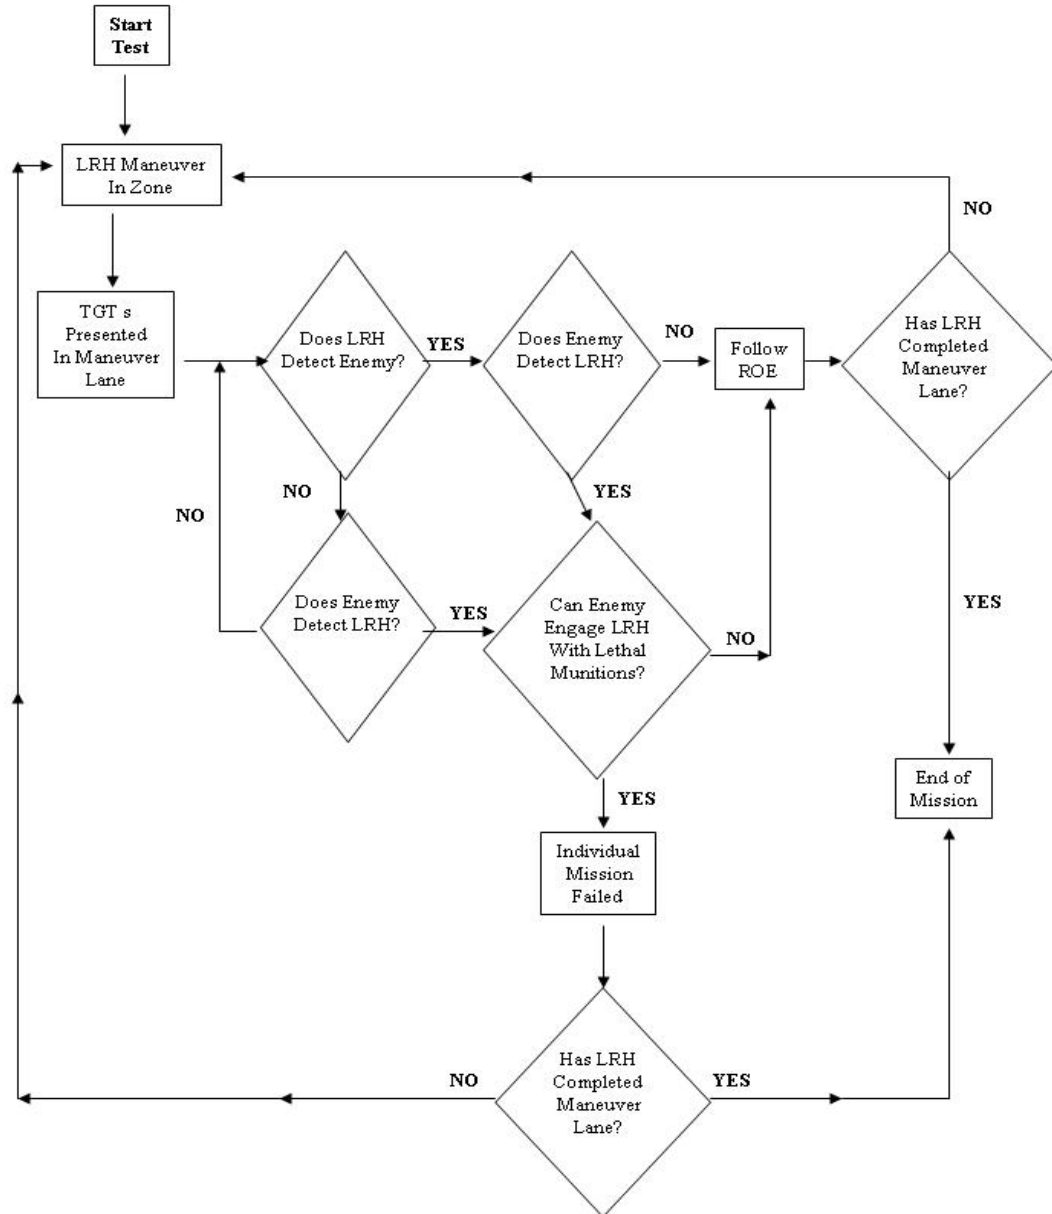 Start
Test
LRH Maneuver
In Zone
NO
TGT s
Presented
In Maneuver
Lane
Does LRH
Detect Enemy?
YES
Does Enemy
Detect LRH?
NO
Follow
ROE
Has LRH
Completed
Maneuver
Lane?
NO
NO
YES
Does Enemy
Detect LRH?
YES
Can Enemy
Engage LRH
With Lethal
Munitions?
NO
YES
End of
Mission
YES
Individual
Mission
Failed
NO
Has LRH
Completed
Maneuver
Lane?
YES